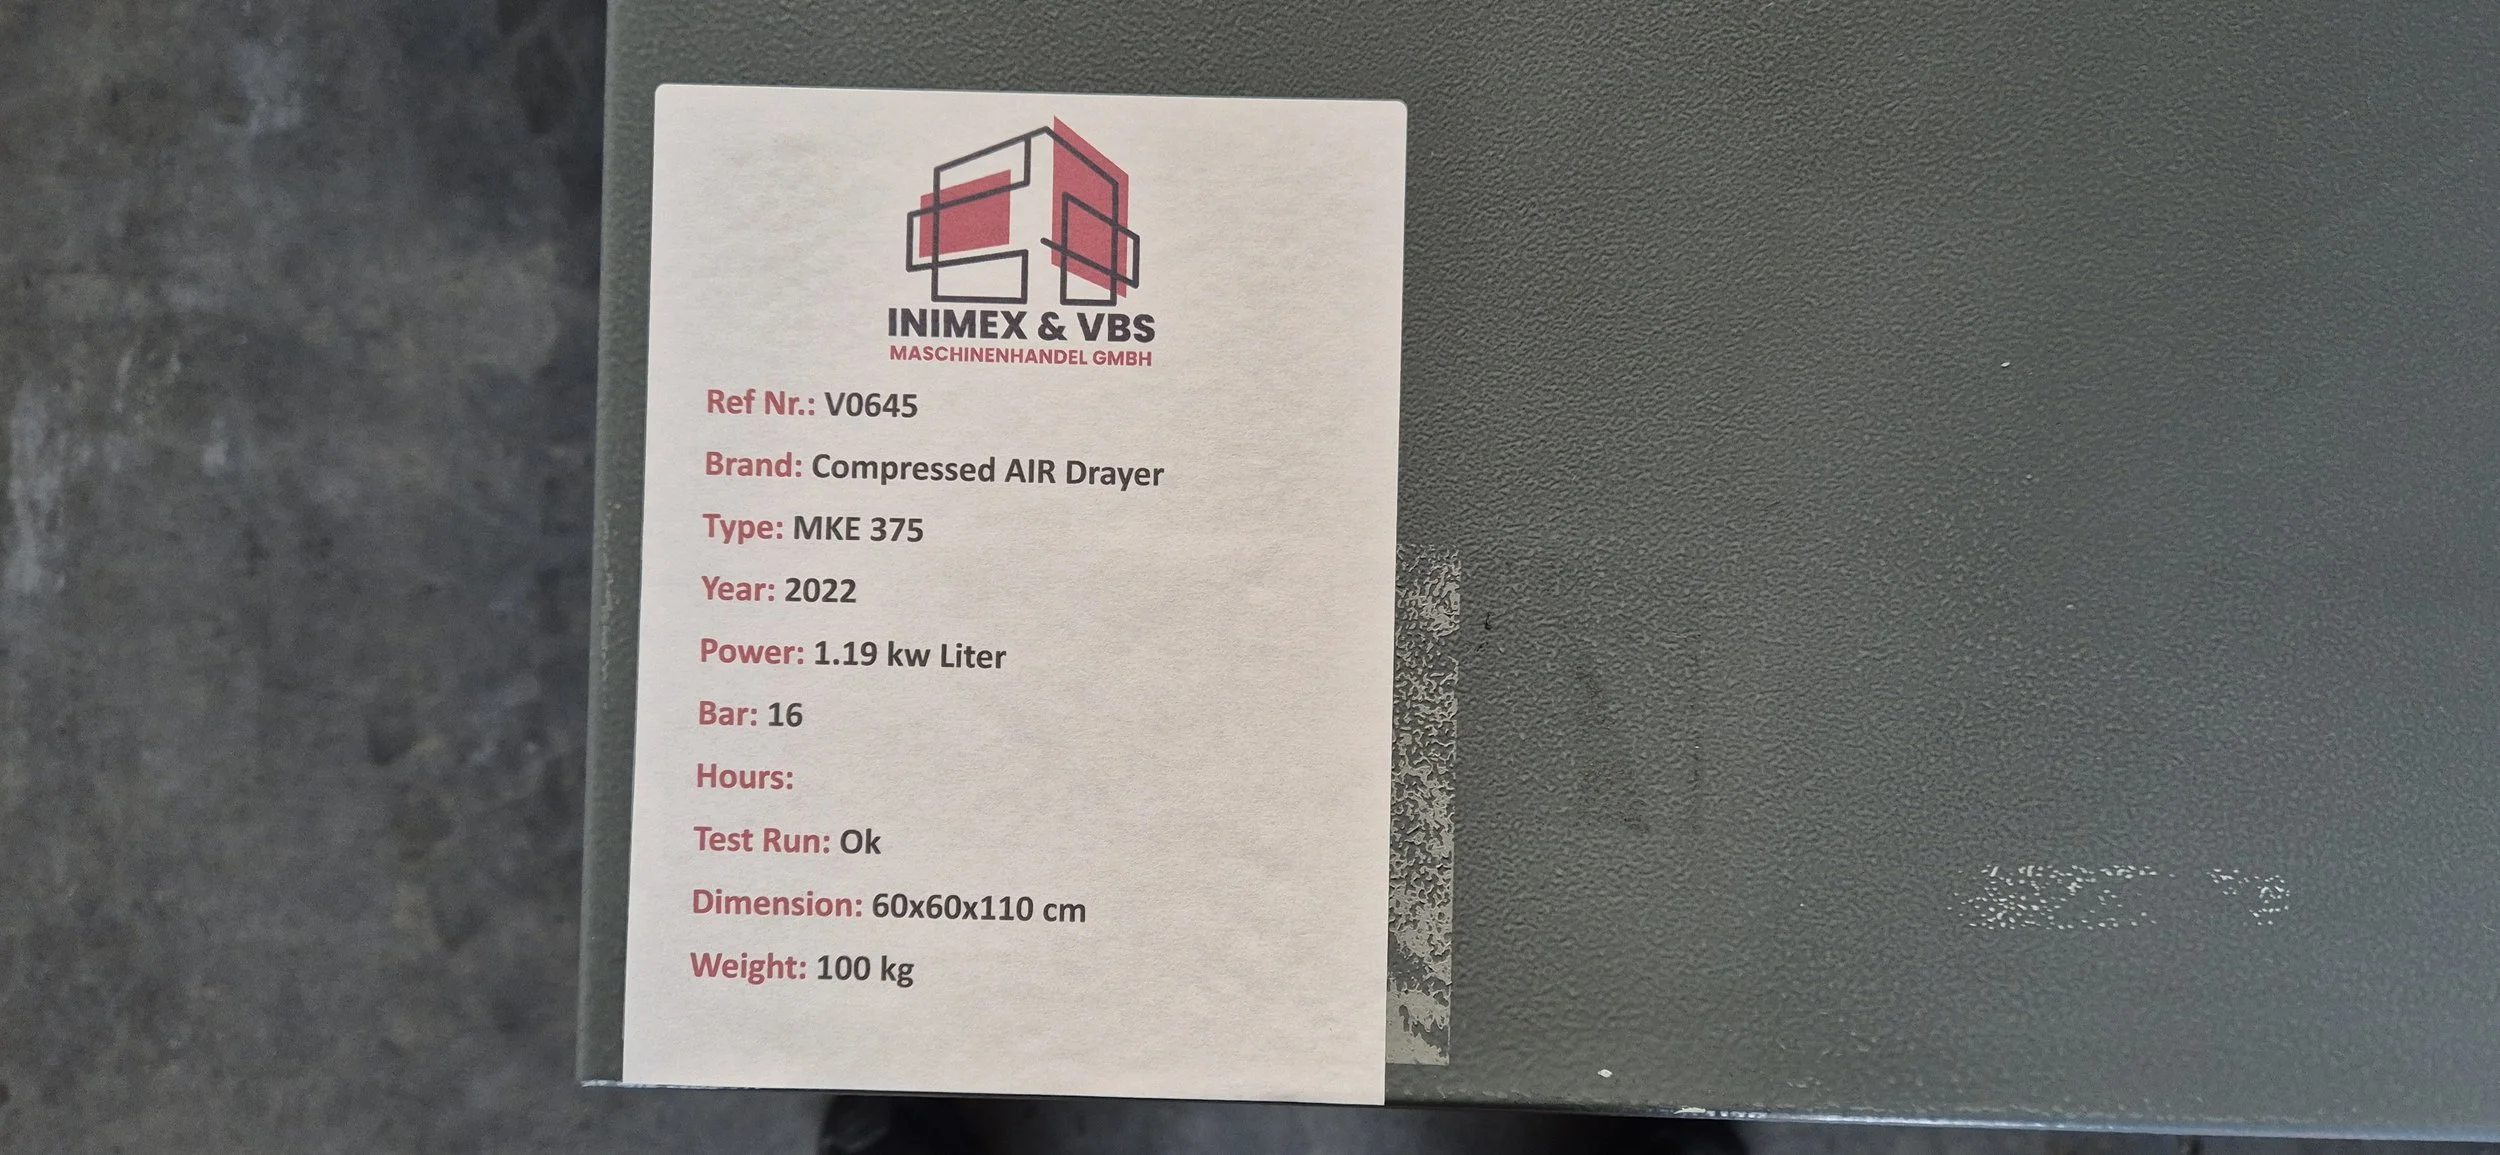 INIMEX & VBS
MASCHINENHANDEL GMBH
Ref Nr.: V0645
Brand: Compressed AIR Drayer
Type: MKE 375
Year: 2022
Power: 1.19 kw Liter
Bar: 16
Hours:
Test Run: Ok
Dimension: 60x60x110 cm
Weight: 100 kg